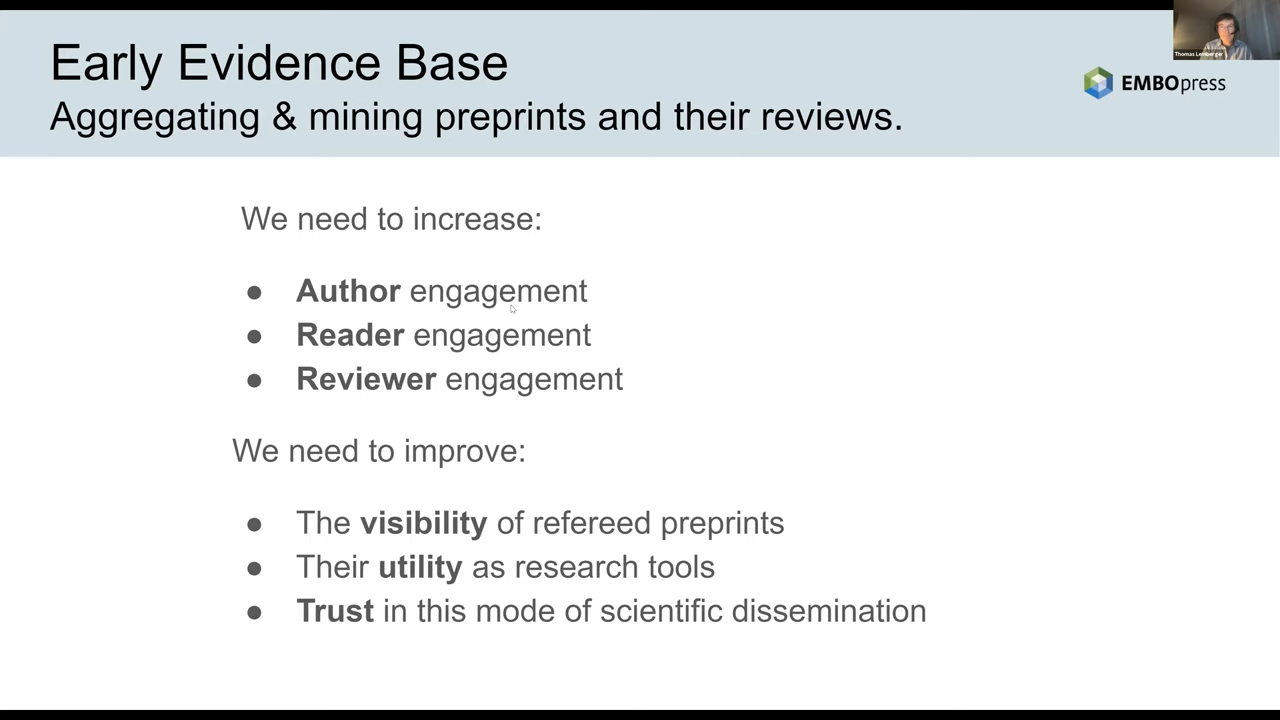 Early Evidence Base
Aggregating & mining preprints and their reviews.
Thomas Lemberger
EMBOpress
We need to increase:
● Author engagement
● Reader engagement
● Reviewer engagement
We need to improve:
● The visibility of refereed preprints
● Their utility as research tools
● Trust in this mode of scientific dissemination